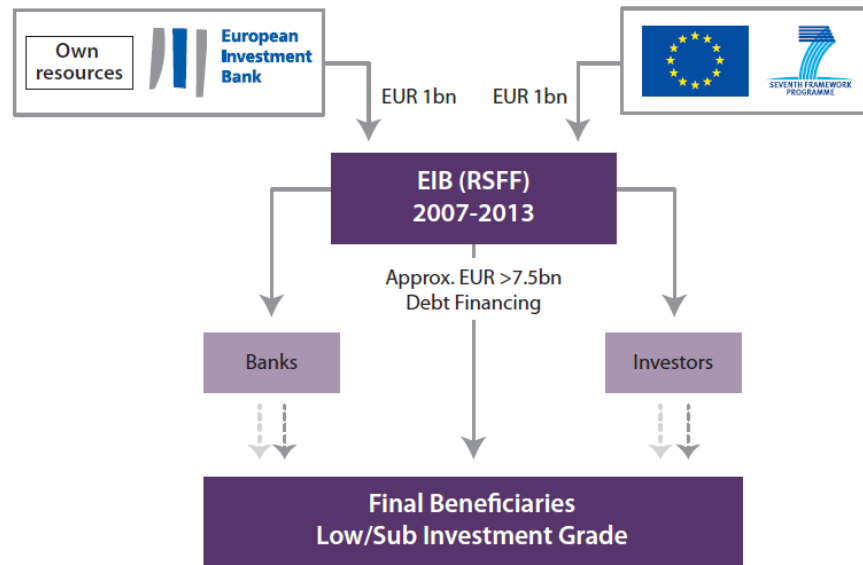 Own
resources
European
Investment
Bank
7
SEVENTH FRAMEWORK
PROGRAMME
EUR 1bn
EUR 1bn
EIB (RSFF)
2007-2013
Approx. EUR >7.5bn
Debt Financing
Banks
Investors
Final Beneficiaries
Low/Sub Investment Grade